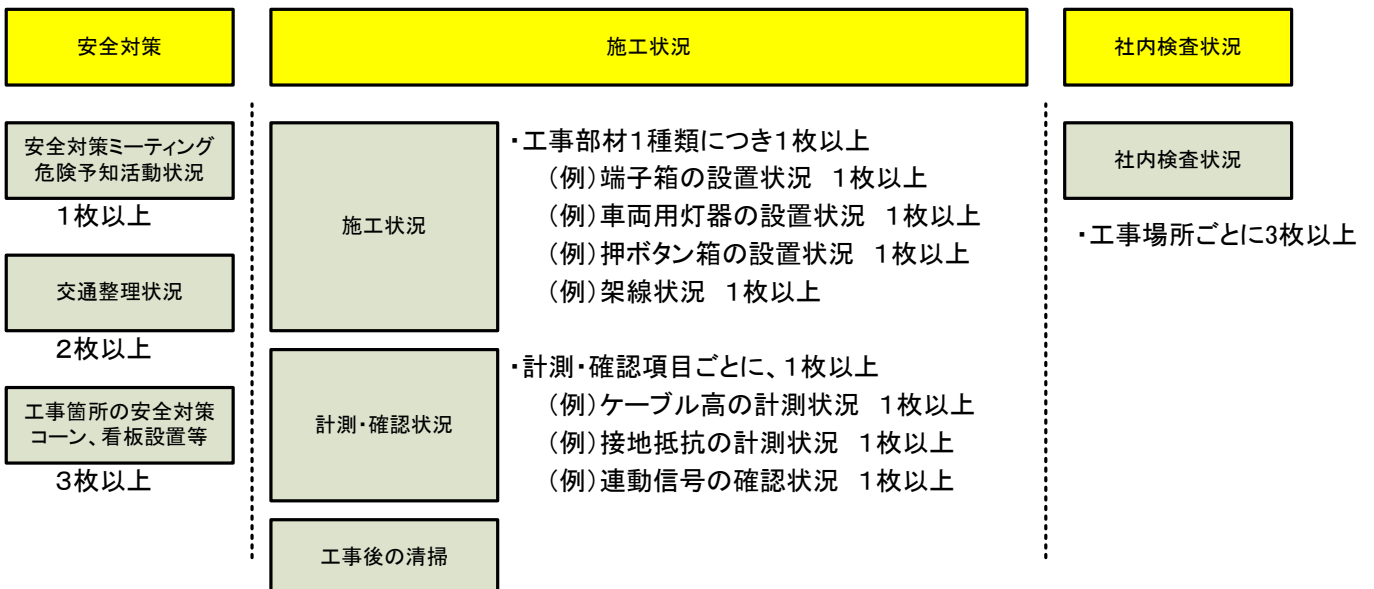 安全対策
施工状況
社内検査状況
安全対策ミーティング
危険予知活動状況
1枚以上
交通整理状況
2枚以上
工事箇所の安全対策
コーン、看板設置等
3枚以上
施工状況
・工事部材1種類につき1枚以上
(例)端子箱の設置状況 1枚以上
(例)車両用灯器の設置状況 1枚以上
(例)押ボタン箱の設置状況 1枚以上
(例)架線状況 1枚以上
計測・確認状況
・計測・確認項目ごとに、1枚以上
(例)ケーブル高の計測状況 1枚以上
(例)接地抵抗の計測状況 1枚以上
(例)連動信号の確認状況 1枚以上
工事後の清掃
社内検査状況
・工事場所ごとに3枚以上